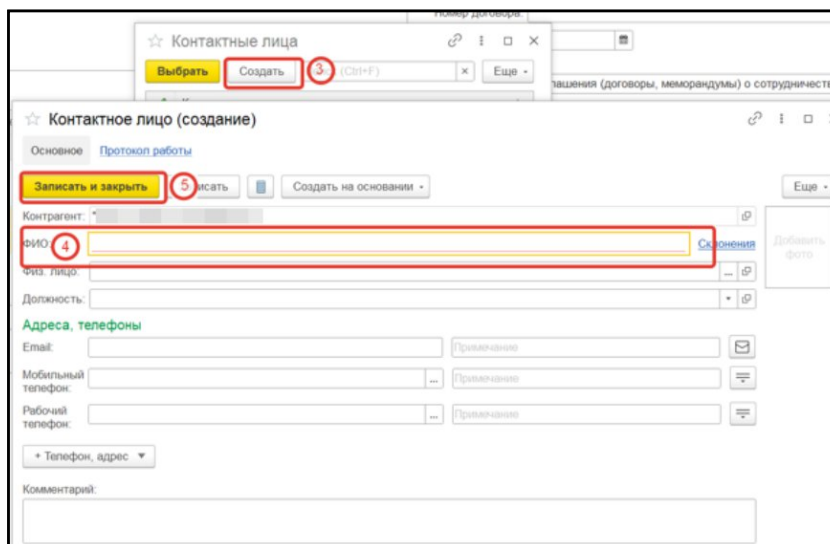 Номер договора:
Контактные лица
Выбрать Создать 3 (Ctrl+F) × Еще
лашения (договоры, меморандумы) о сотрудничест
Контактное лицо (создание)
Основное Протокол работы
Записать и закрыть 5 исать Создать на основании Еще
Контрагент:
ФИО: 4 Склонения
Добавить фото
Физ. лицо: ...
Должность:
Адреса, телефоны
Email: Примечание
Мобильный телефон: ... Примечание
Рабочий телефон: ... Примечание
+ Телефон, адрес
Комментарий: